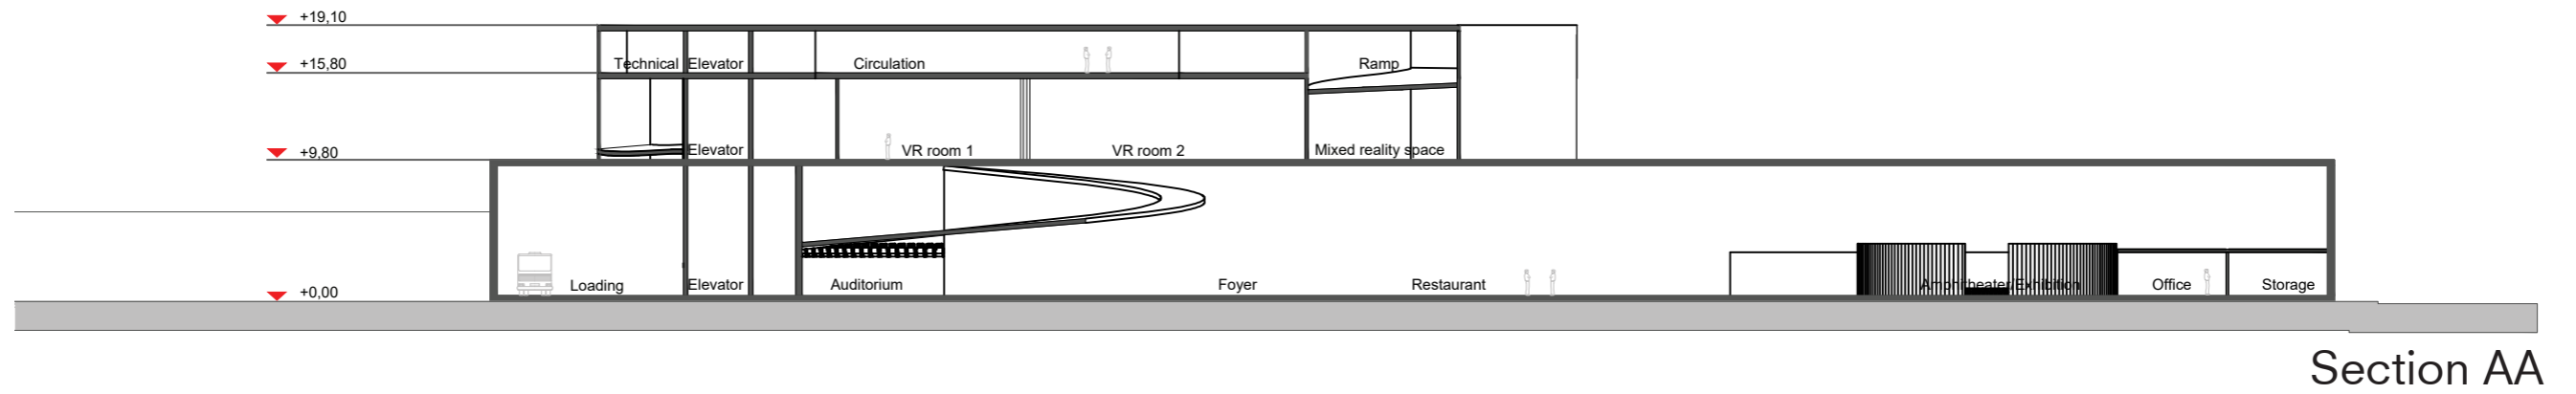 +19,10
+15,80
Technical Elevator Circulation Ramp
+9,80
Elevator VR room 1 VR room 2 Mixed reality space
+0,00
Loading Elevator Auditorium Foyer Restaurant Amphitheater/Exhibition Office Storage
Section AA